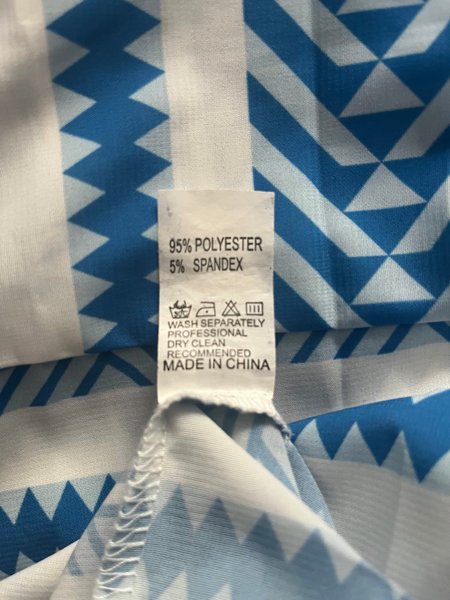 95% POLYESTER
5% SPANDEX
WASH SEPARATELY
PROFESSIONAL
DRY CLEAN
RECOMMENDED
MADE IN CHINA